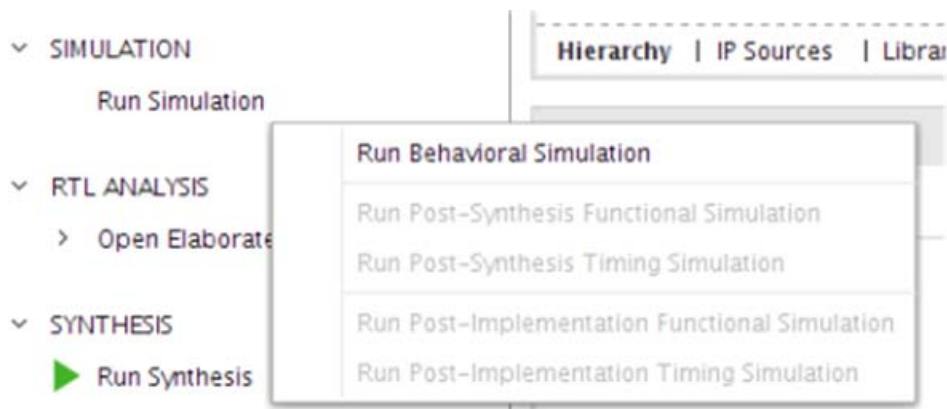 SIMULATION
Run Simulation
RTL ANALYSIS
Open Elaborate
SYNTHESIS
Run Synthesis
Hierarchy | IP Sources | Librar
Run Behavioral Simulation
Run Post-Synthesis Functional Simulation
Run Post-Synthesis Timing Simulation
Run Post-Implementation Functional Simulation
Run Post-Implementation Timing Simulation